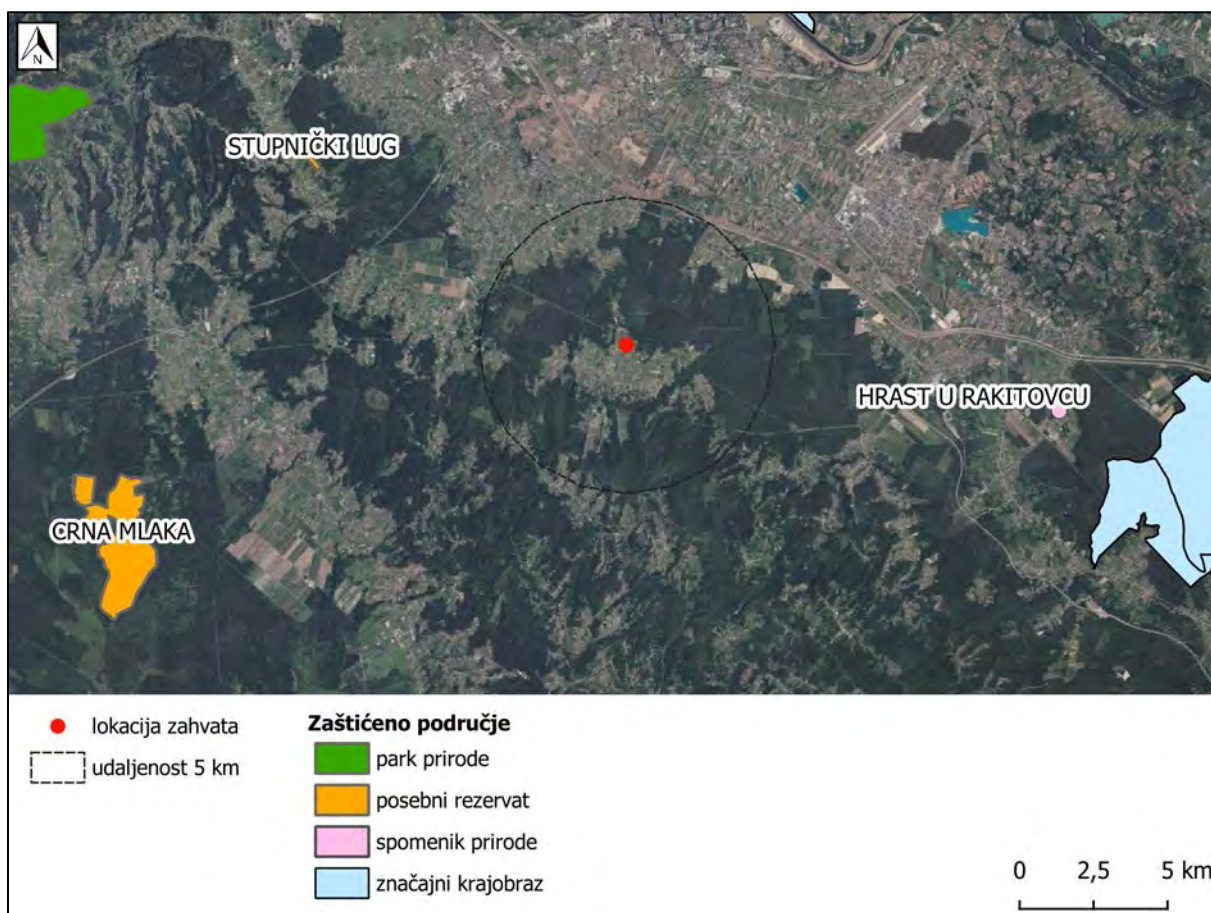 N
STUPNIČKI LUG
HRAST U RAKITOVCU
CRNA MLAKA
lokacija zahvata
udaljenost 5 km
Zaštićeno područje
park prirode
posebni rezervat
spomenik prirode
značajni krajobraz
0 2,5 5 km